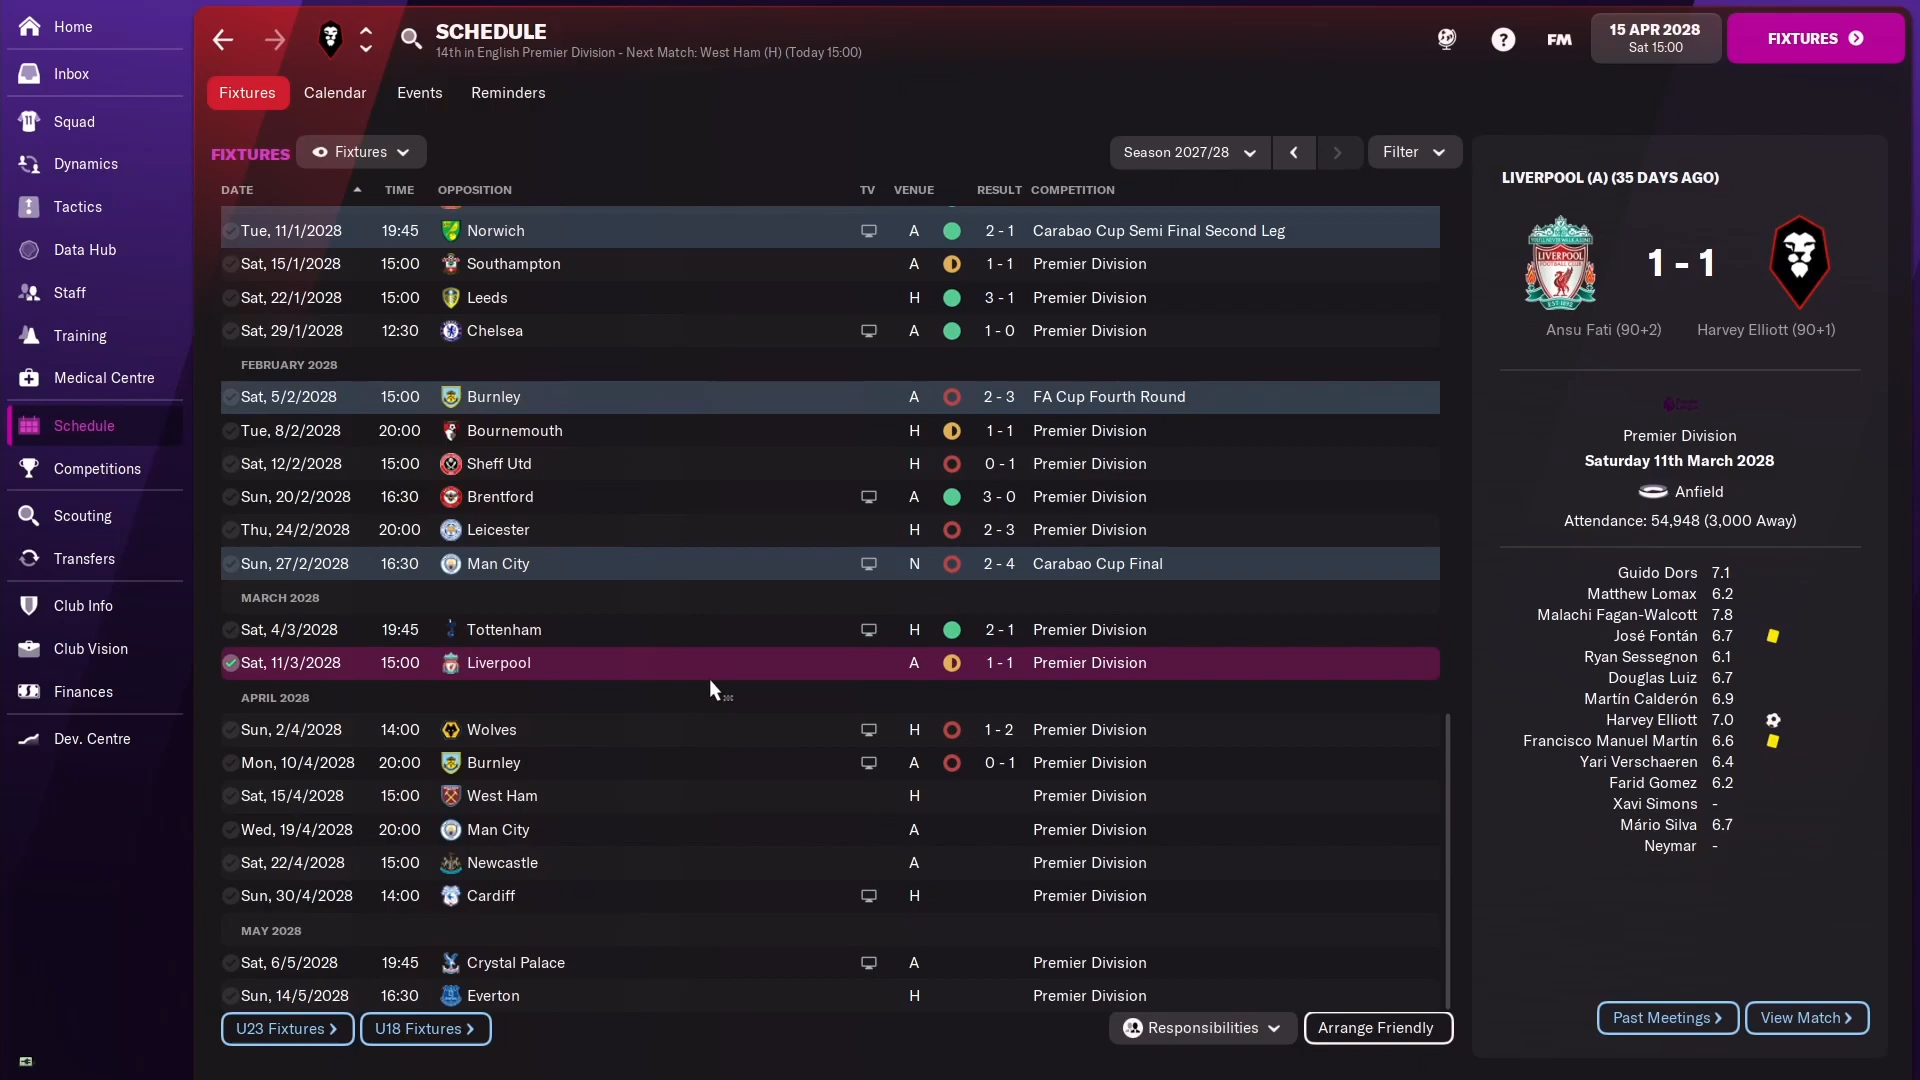 Home
Inbox
Squad
Dynamics
Tactics
Data Hub
Staff
Training
Medical Centre
Schedule
Competitions
Scouting
Transfers
Club Info
Club Vision
Finances
Dev. Centre
SCHEDULE
14th in English Premier Division - Next Match: West Ham (H) (Today 15:00)
FM
15 APR 2028
Sat 15:00
FIXTURES
Fixtures Calendar Events Reminders
FIXTURES Fixtures Season 2027/28 Filter
DATE TIME OPPOSITION TV VENUE RESULT COMPETITION
Tue, 11/1/2028 19:45 Norwich A 2 - 1 Carabao Cup Semi Final Second Leg
Sat, 15/1/2028 15:00 Southampton A 1 - 1 Premier Division
Sat, 22/1/2028 15:00 Leeds H 3 - 1 Premier Division
Sat, 29/1/2028 12:30 Chelsea A 1 - 0 Premier Division
FEBRUARY 2028
Sat, 5/2/2028 15:00 Burnley A 2 - 3 FA Cup Fourth Round
Tue, 8/2/2028 20:00 Bournemouth H 1 - 1 Premier Division
Sat, 12/2/2028 15:00 Sheff Utd H 0 - 1 Premier Division
Sun, 20/2/2028 16:30 Brentford A 3 - 0 Premier Division
Thu, 24/2/2028 20:00 Leicester H 2 - 3 Premier Division
Sun, 27/2/2028 16:30 Man City N 2 - 4 Carabao Cup Final
MARCH 2028
Sat, 4/3/2028 19:45 Tottenham H 2 - 1 Premier Division
Sat, 11/3/2028 15:00 Liverpool A 1 - 1 Premier Division
APRIL 2028
Sun, 2/4/2028 14:00 Wolves H 1 - 2 Premier Division
Mon, 10/4/2028 20:00 Burnley A 0 - 1 Premier Division
Sat, 15/4/2028 15:00 West Ham H Premier Division
Wed, 19/4/2028 20:00 Man City A Premier Division
Sat, 22/4/2028 15:00 Newcastle A Premier Division
Sun, 30/4/2028 14:00 Cardiff H Premier Division
MAY 2028
Sat, 6/5/2028 19:45 Crystal Palace A Premier Division
Sun, 14/5/2028 16:30 Everton H Premier Division
U23 Fixtures U18 Fixtures Responsibilities Arrange Friendly
LIVERPOOL (A) (35 DAYS AGO)
1 - 1
Ansu Fati (90+2) Harvey Elliott (90+1)
Premier Division
Saturday 11th March 2028
Anfield
Attendance: 54,948 (3,000 Away)
Guido Dors 7.1
Matthew Lomax 6.2
Malachi Fagan-Walcott 7.8
José Fontán 6.7
Ryan Sessegnon 6.1
Douglas Luiz 6.7
Martín Calderón 6.9
Harvey Elliott 7.0
Francisco Manuel Martín 6.6
Yari Verschaeren 6.4
Farid Gomez 6.2
Xavi Simons -
Mário Silva 6.7
Neymar -
Past Meetings View Match